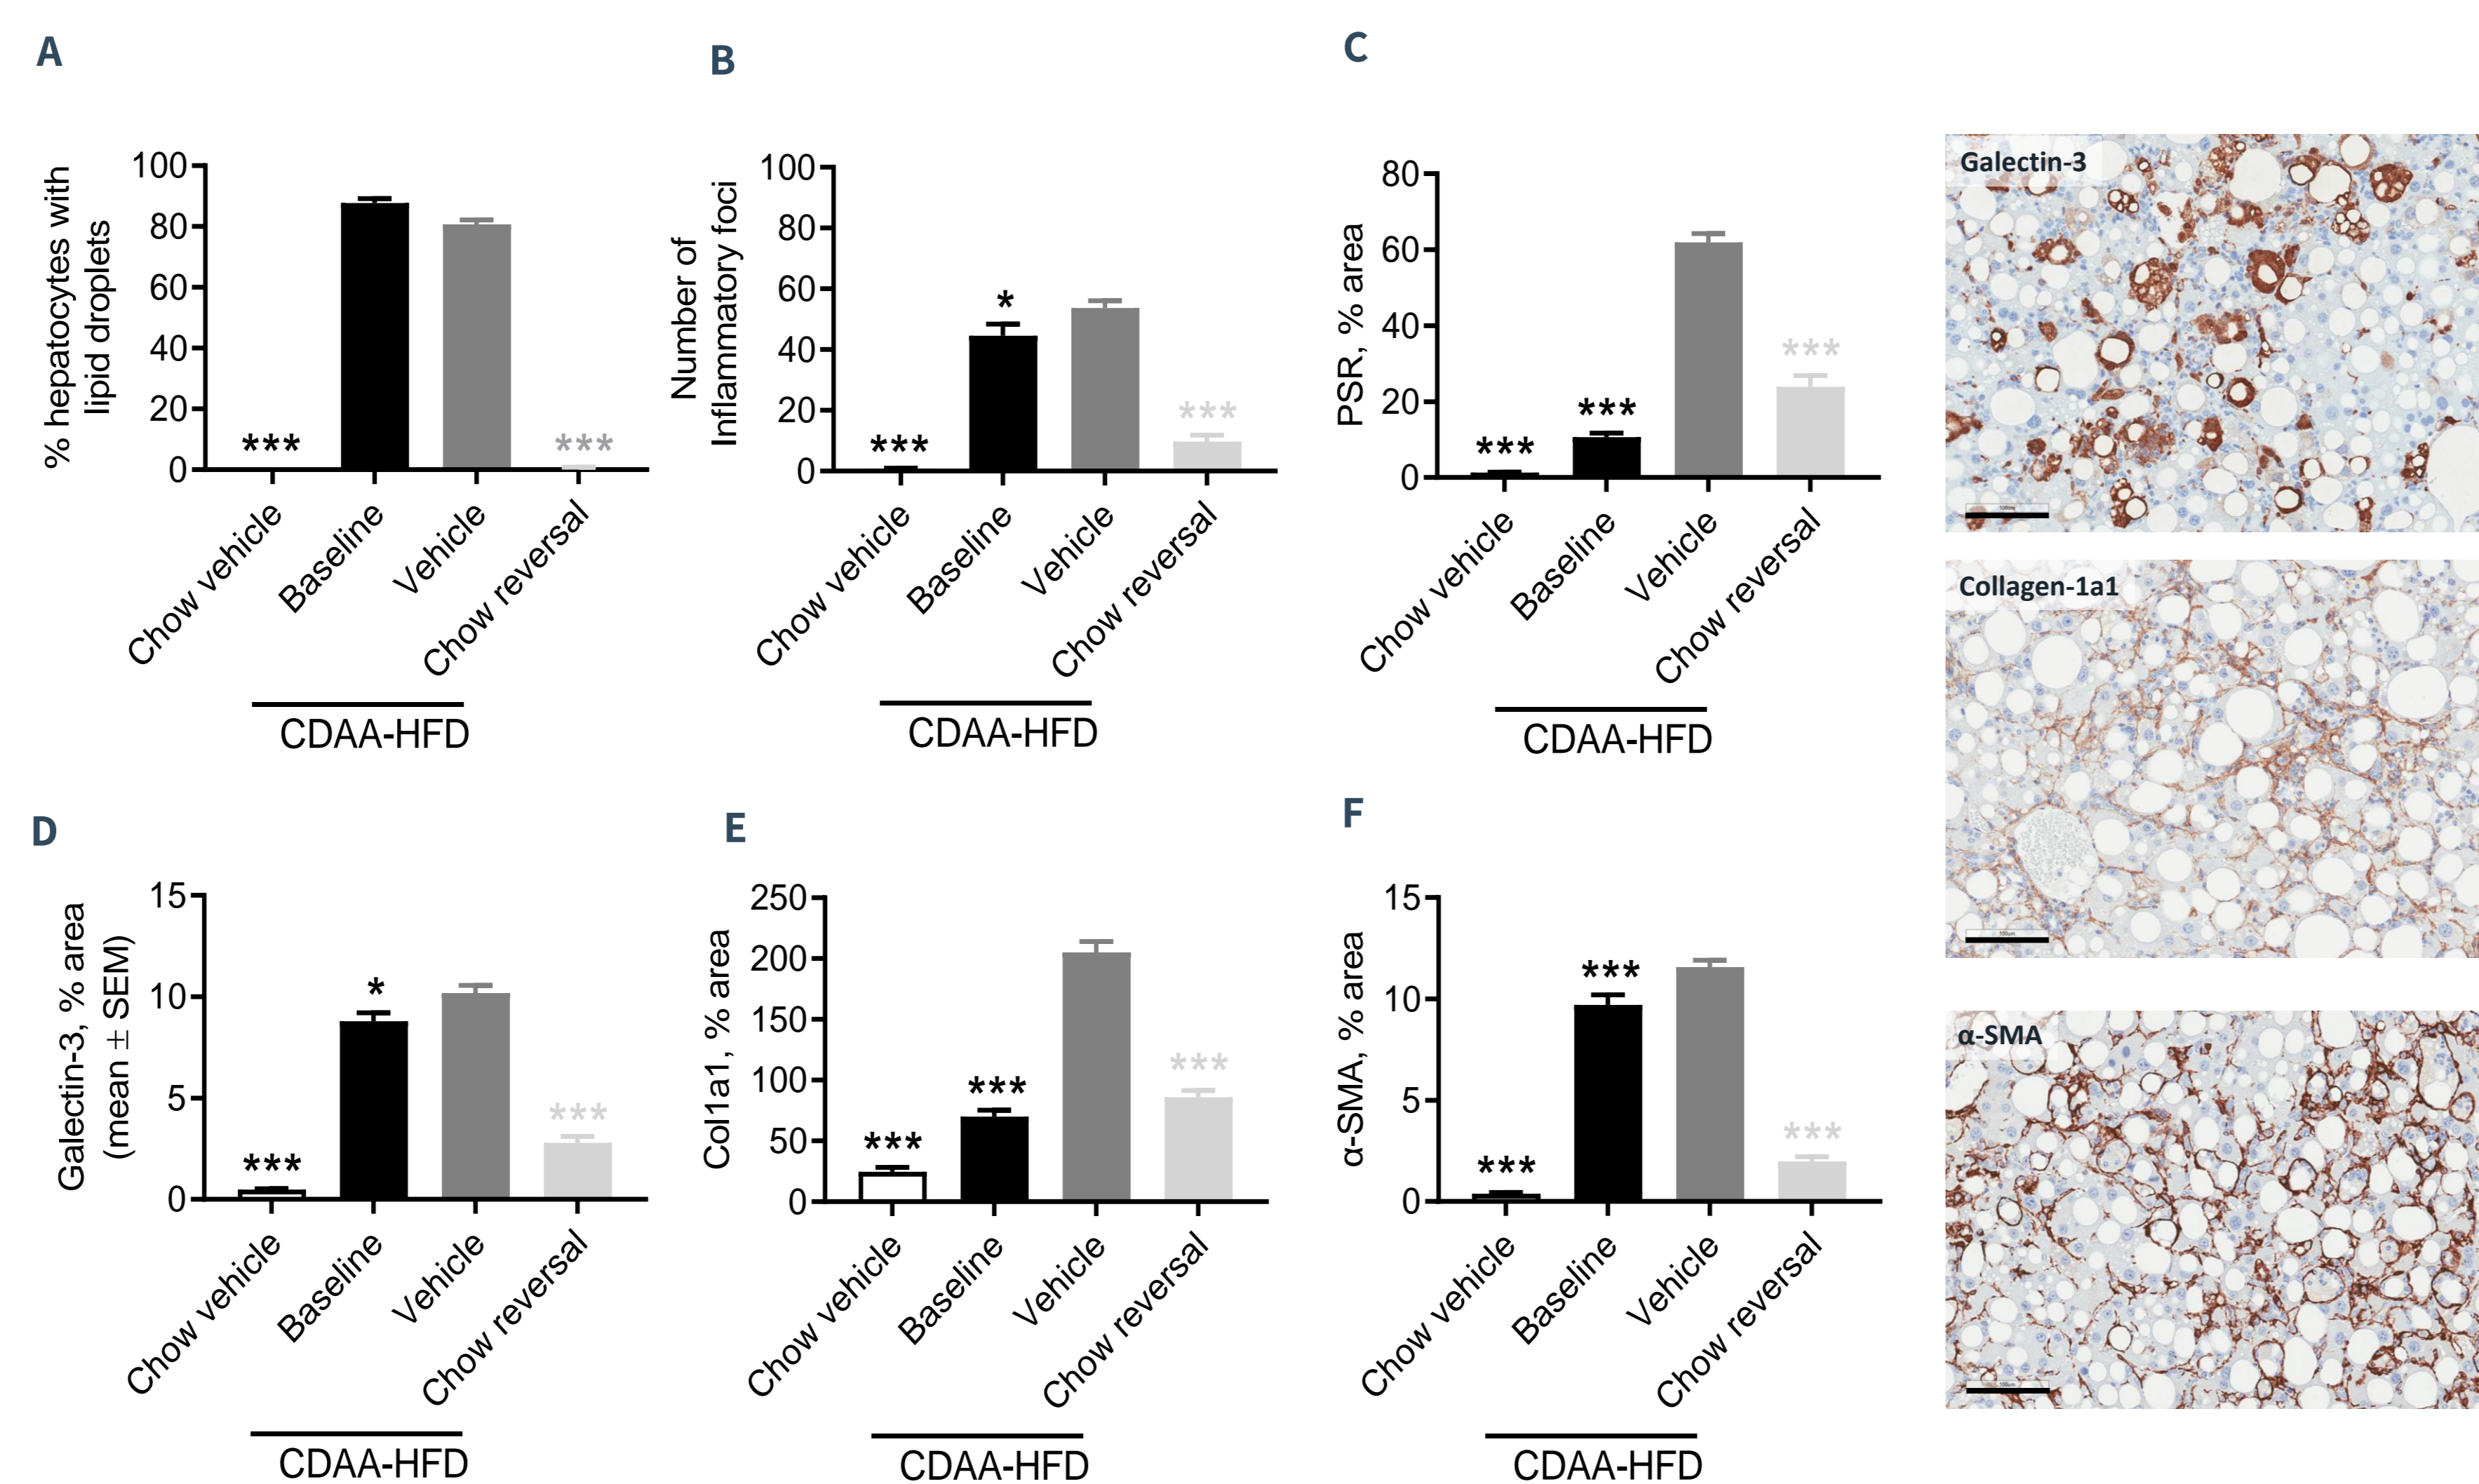 A
% hepatocytes with
lipid droplets
100
80
60
40
20
0
***
***
Chow vehicle
Baseline
Vehicle
Chow reversal
CDAA-HFD
B
Number of
Inflammatory foci
100
80
60
40
20
0
***
*
***
Chow vehicle
Baseline
Vehicle
Chow reversal
CDAA-HFD
C
PSR, % area
80
60
40
20
0
***
***
***
Chow vehicle
Baseline
Vehicle
Chow reversal
CDAA-HFD
Galectin-3
100um
Collagen-1a1
100um
α-SMA
100um
D
Galectin-3, % area
(mean ± SEM)
15
10
5
0
***
*
***
Chow vehicle
Baseline
Vehicle
Chow reversal
CDAA-HFD
E
Col1a1, % area
250
200
150
100
50
0
***
***
***
Chow vehicle
Baseline
Vehicle
Chow reversal
CDAA-HFD
F
α-SMA, % area
15
10
5
0
***
***
***
Chow vehicle
Baseline
Vehicle
Chow reversal
CDAA-HFD